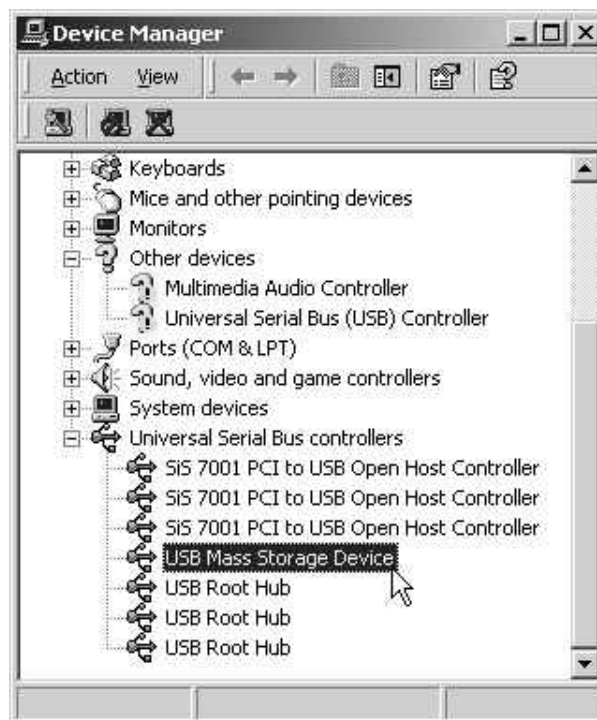 Device Manager
Action View
Keyboards
Mice and other pointing devices
Monitors
Other devices
Multimedia Audio Controller
Universal Serial Bus (USB) Controller
Ports (COM & LPT)
Sound, video and game controllers
System devices
Universal Serial Bus controllers
SiS 7001 PCI to USB Open Host Controller
SiS 7001 PCI to USB Open Host Controller
SiS 7001 PCI to USB Open Host Controller
USB Mass Storage Device
USB Root Hub
USB Root Hub
USB Root Hub